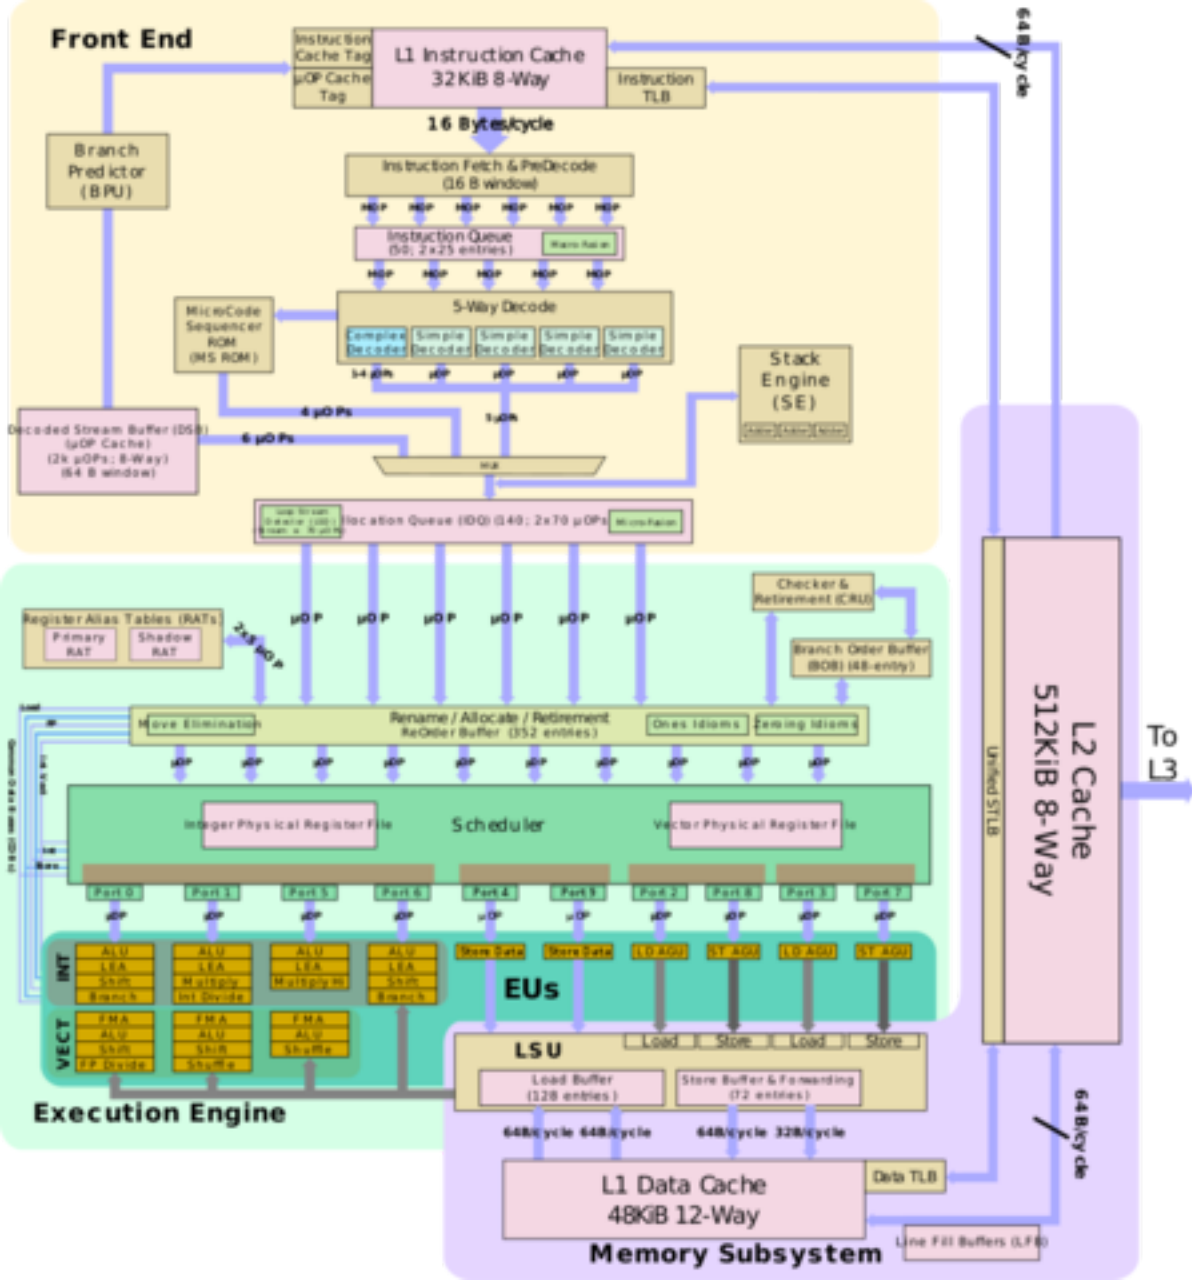 Front End
Instruction
Cache Tag
µOP Cache
Tag
L1 Instruction Cache
32KiB 8-Way
Instruction
TLB
64B/cycle
16 Bytes/cycle
Branch
Predictor
(BPU)
Instruction Fetch & PreDecode
(16 B window)
MOP MOP MOP MOP MOP MOP
Instruction Queue
(50; 2x25 entries)
Macro-Fusion
MOP MOP MOP MOP MOP
MicroCode
Sequencer
ROM
(MS ROM)
5-Way Decode
Complex
Decoder
Simple
Decoder
Simple
Decoder
Simple
Decoder
Simple
Decoder
1-4 µOPs µOP µOP µOP µOP
Stack
Engine
(SE)
Adder Adder Adder
4 µOPs
5 µOPs
Decoded Stream Buffer (DSB)
(µOP Cache)
(2k µOPs; 8-Way)
(64 B window)
6 µOPs
MUX
llocation Queue (IDQ) (140; 2x70 µOPs
Micro-Fusion
µOP µOP µOP µOP µOP µOP
Register Alias Tables (RATs)
Primary
RAT
Shadow
RAT
Checker &
Retirement (CRU)
Branch Order Buffer
(BOB) (48-entry)
Move Elimination
Rename / Allocate / Retirement
ReOrder Buffer (352 entries)
Ones Idioms
Zeroing Idioms
Load
µOP µOP µOP µOP µOP µOP µOP µOP µOP µOP
Integer Physical Register File
Scheduler
Vector Physical Register File
Port 0
Port 1
Port 5
Port 6
Port 4
Port 9
Port 2
Port 8
Port 3
Port 7
µOP µOP µOP µOP µOP µOP µOP µOP µOP µOP
INT
ALU
LEA
Shift
Branch
ALU
LEA
Multiply
Int Divide
ALU
LEA
Multiply Hi
ALU
LEA
Shift
Branch
Store Data
Store Data
LD AGU
ST AGU
LD AGU
ST AGU
EUs
VECT
FMA
ALU
Shift
FP Divide
FMA
ALU
Shift
Shuffle
FMA
ALU
Shuffle
Execution Engine
LSU
Load
Store
Load
Store
Load Buffer
(128 entries)
Store Buffer & Forwarding
(72 entries)
64B/cycle 64B/cycle 64B/cycle 32B/cycle
L1 Data Cache
48KiB 12-Way
Data TLB
Line Fill Buffers (LFB)
Memory Subsystem
Unified STLB
L2 Cache
512KiB 8-Way
To
L3
64B/cycle